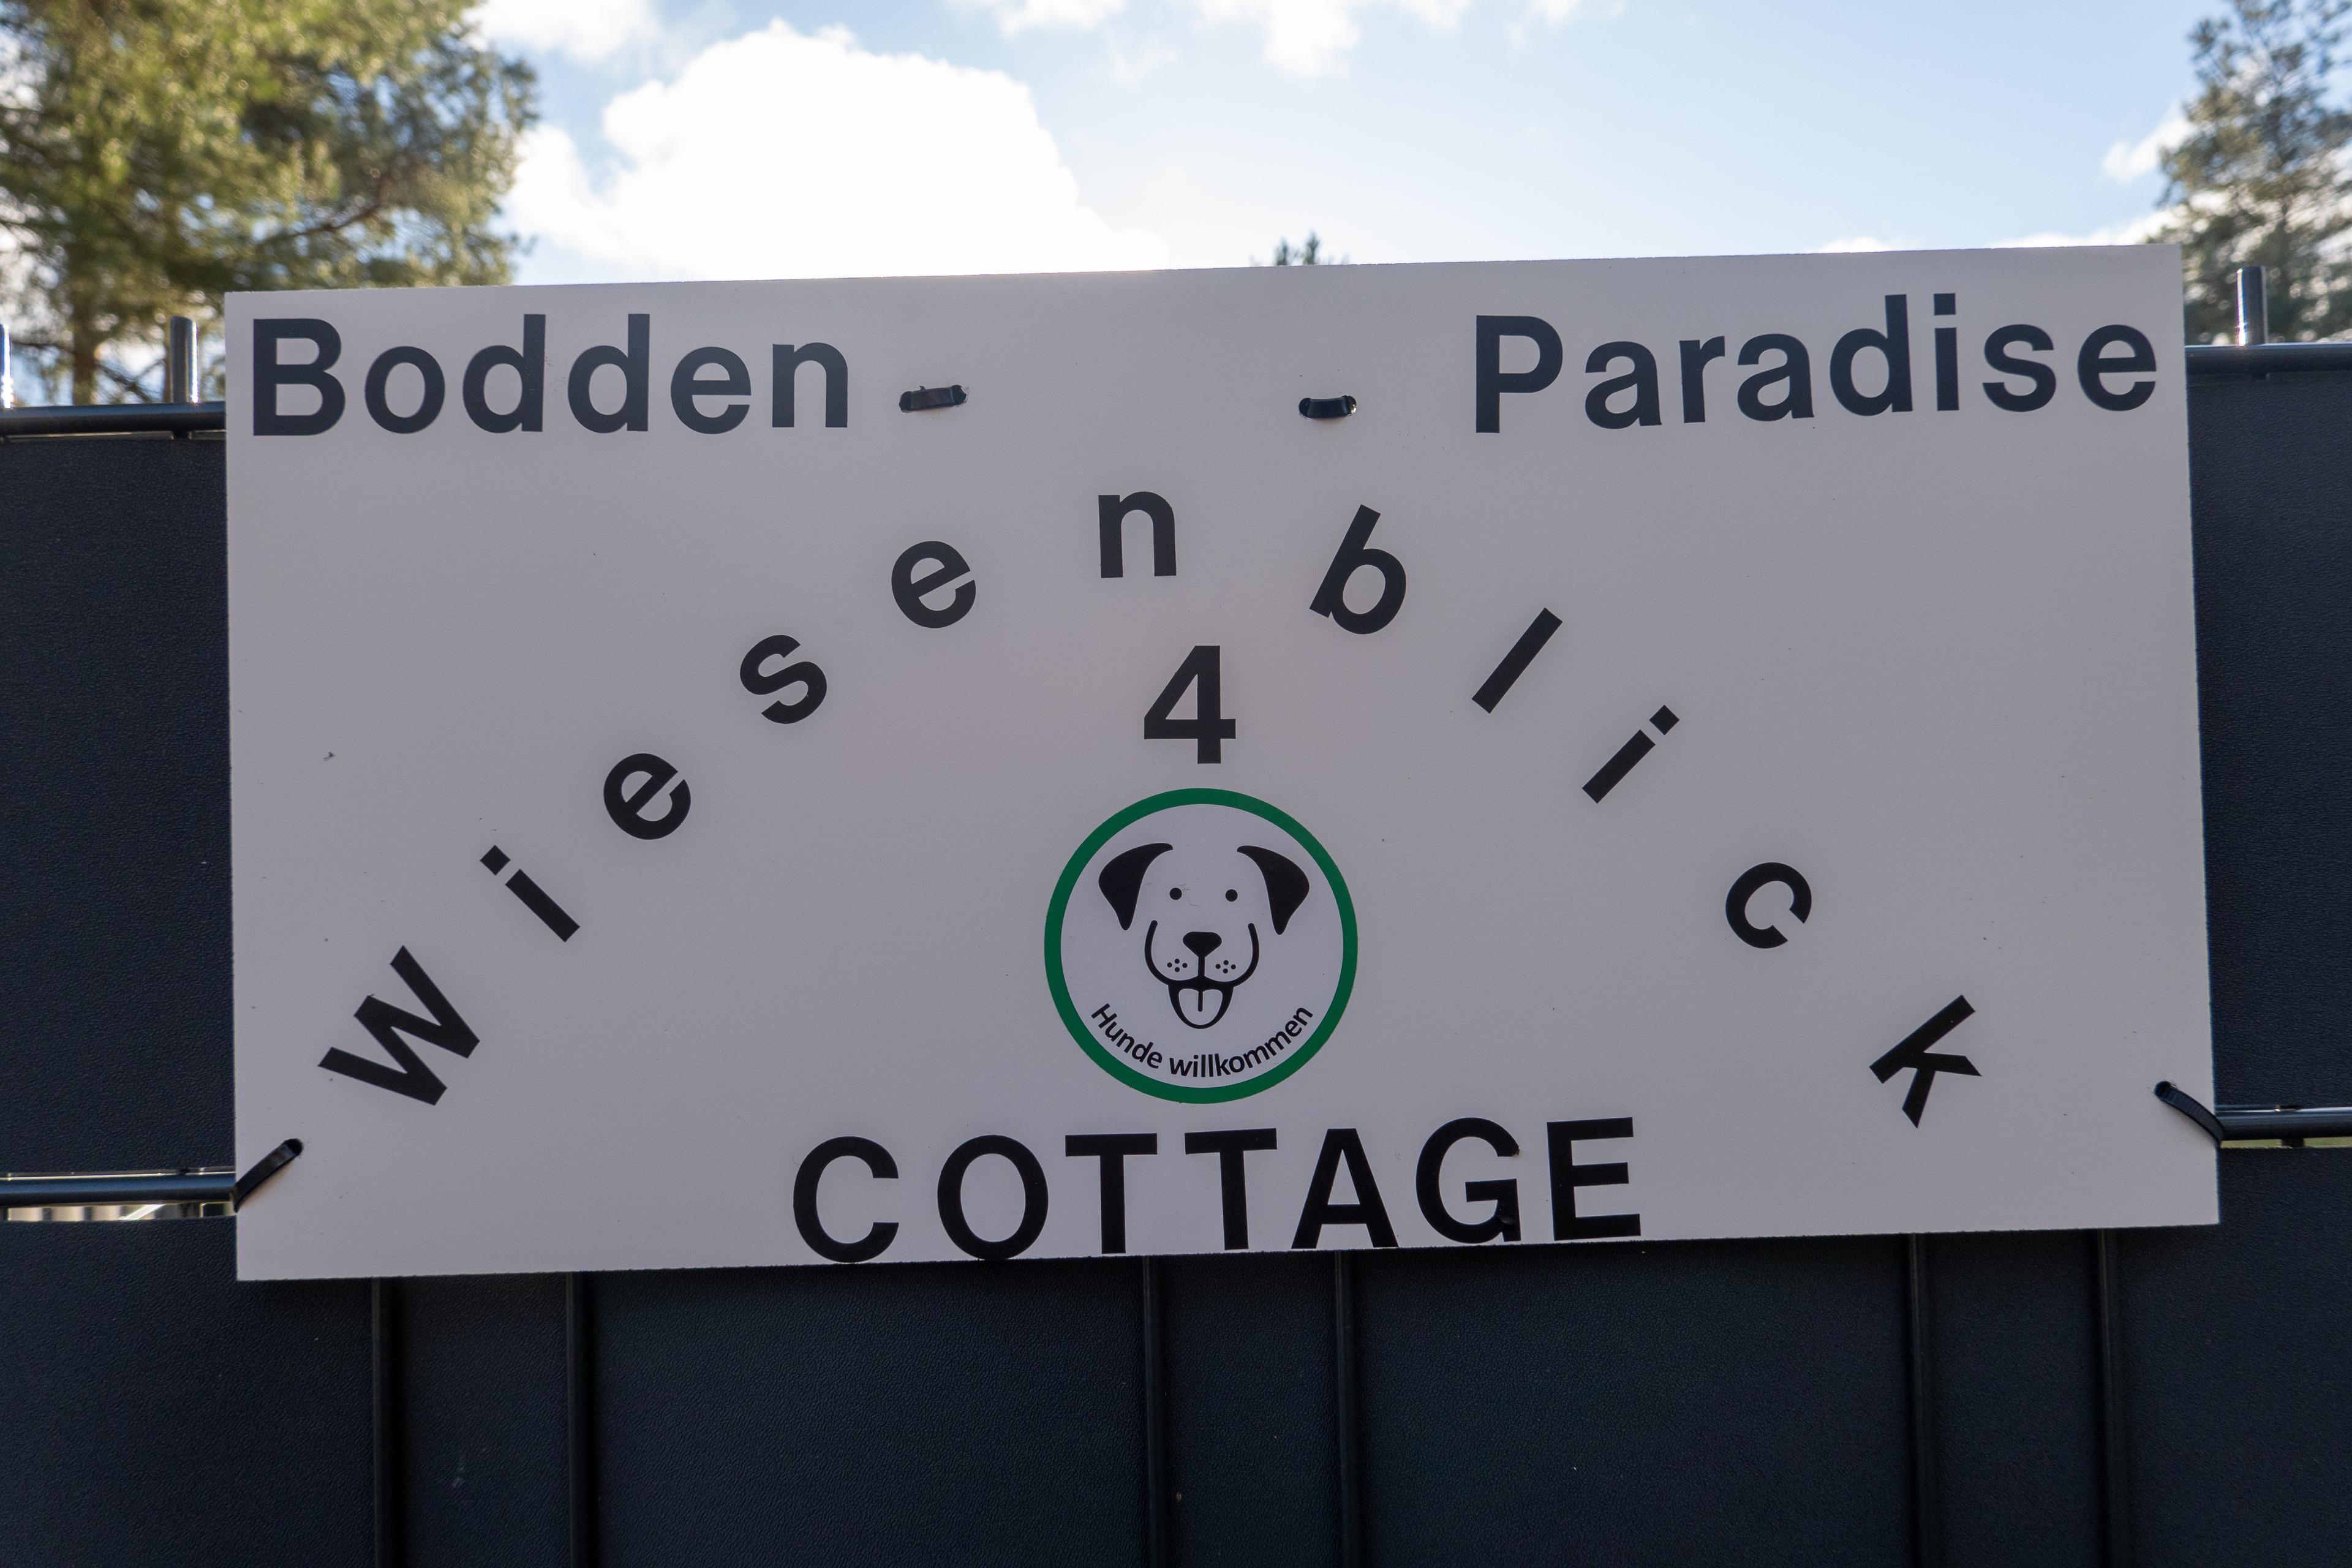 Bodden Paradise
Wiesenblick
4
Hunde willkommen
COTTAGE